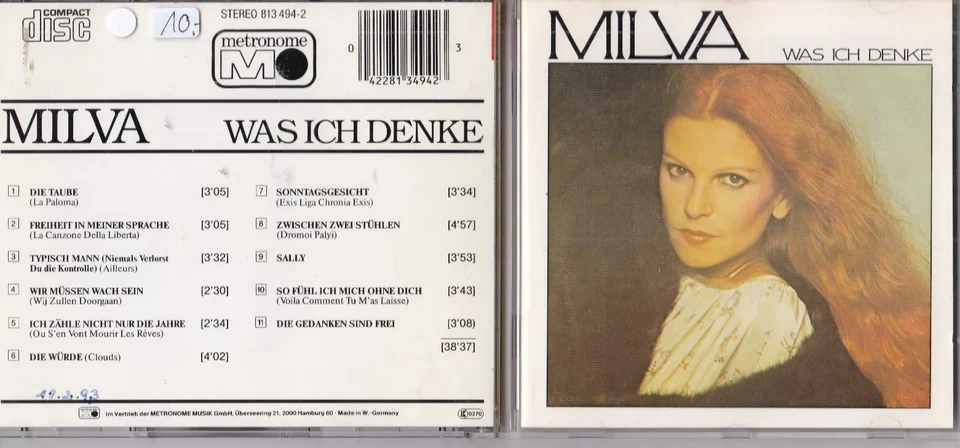 COMPACT
disc
10.-
STEREO 813 494-2
metronome
M
0
42281 34942
3
MILVA WAS ICH DENKE
1 DIE TAUBE [3'05]
(La Paloma)
2 FREIHEIT IN MEINER SPRACHE [3'05]
(La Canzone Della Liberta)
3 TYPISCH MANN (Niemals Verlorst [3'32]
Du die Kontrolle) (Ailleurs)
4 WIR MÜSSEN WACH SEIN [2'30]
(Wij Zullen Doorgaan)
5 ICH ZÄHLE NICHT NUR DIE JAHRE [2'34]
(Ou S'en Vont Mourir Les Rêves)
6 DIE WÜRDE (Clouds) [4'02]
7 SONNTAGSGESICHT [3'34]
(Exis Liga Chronia Exis)
8 ZWISCHEN ZWEI STÜHLEN [4'57]
(Dromoi Palyi)
9 SALLY [3'53]
10 SO FÜHL ICH MICH OHNE DICH [3'43]
(Voila Comment Tu M'as Laisse)
11 DIE GEDANKEN SIND FREI [3'08]
[38'37]
19.2.93
Im Vertrieb der METRONOME MUSIK GmbH, Überseering 21, 2000 Hamburg 60 · Made in W.-Germany
LC 0270
MILVA WAS ICH DENKE